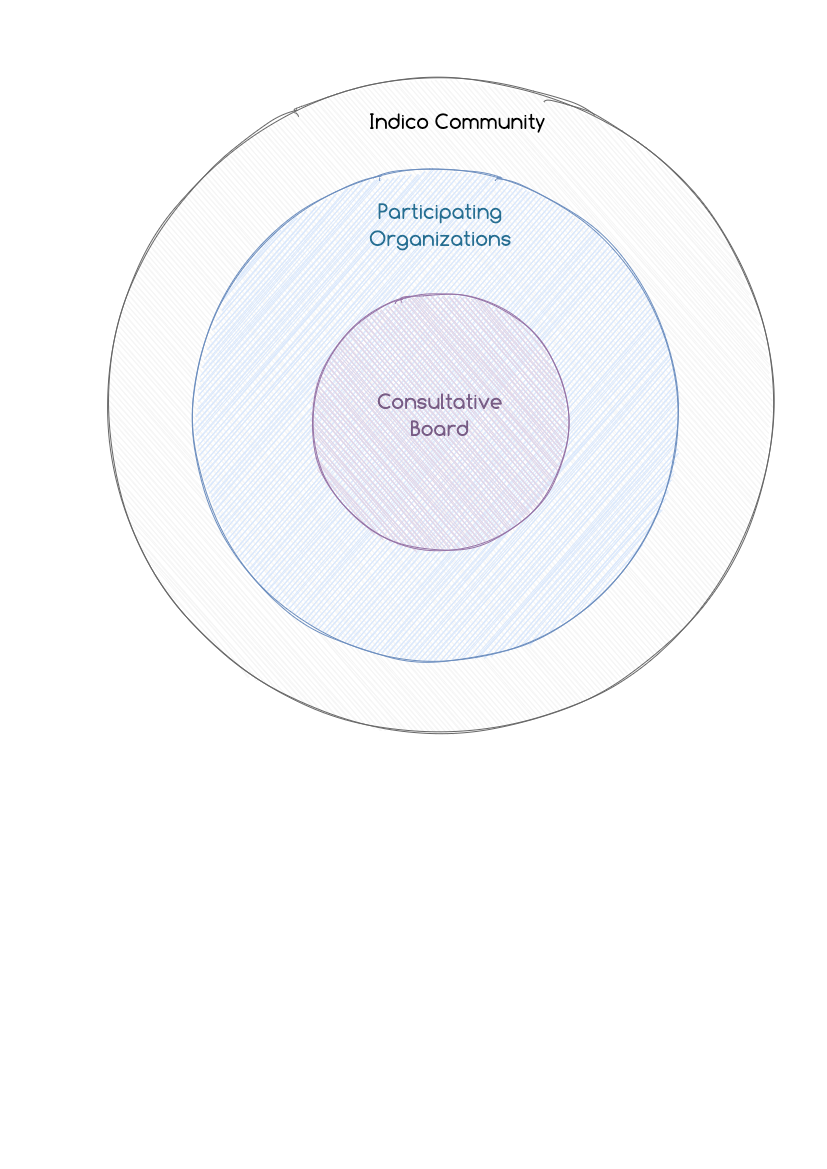 Indico Community
Participating
Organizations
Consultative
Board